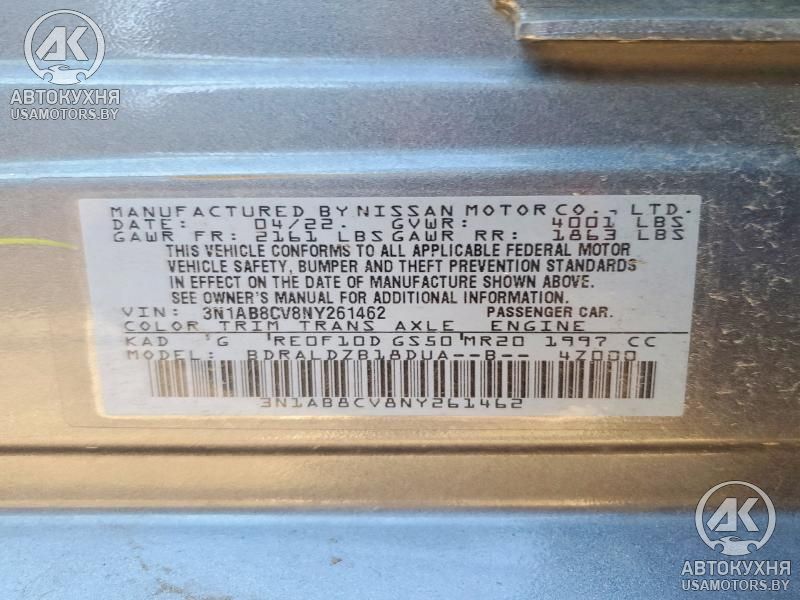 AK
АВТОКУХНЯ
USAMOTORS.BY
MANUFACTURED BY NISSAN MOTOR CO., LTD.
DATE: 04/22. GVWR: 4001 LBS
GAWR FR: 2161 LBS GAWR RR: 1863 LBS
THIS VEHICLE CONFORMS TO ALL APPLICABLE FEDERAL MOTOR
VEHICLE SAFETY, BUMPER AND THEFT PREVENTION STANDARDS
IN EFFECT ON THE DATE OF MANUFACTURE SHOWN ABOVE.
SEE OWNER'S MANUAL FOR ADDITIONAL INFORMATION.
VIN: 3N1AB8CV8NY261462 PASSENGER CAR.
COLOR TRIM TRANS AXLE ENGINE
KAD G RE0F10D GS50 MR20 1997 CC
MODEL: BDRALDZB18DUA--B-- 4Z000
3N1AB8CV8NY261462
AK
АВТОКУХНЯ
USAMOTORS.BY